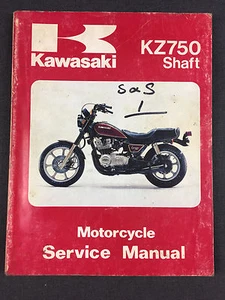 KZ750
Kawasaki Shaft
S & S
1
Motorcycle
Service Manual